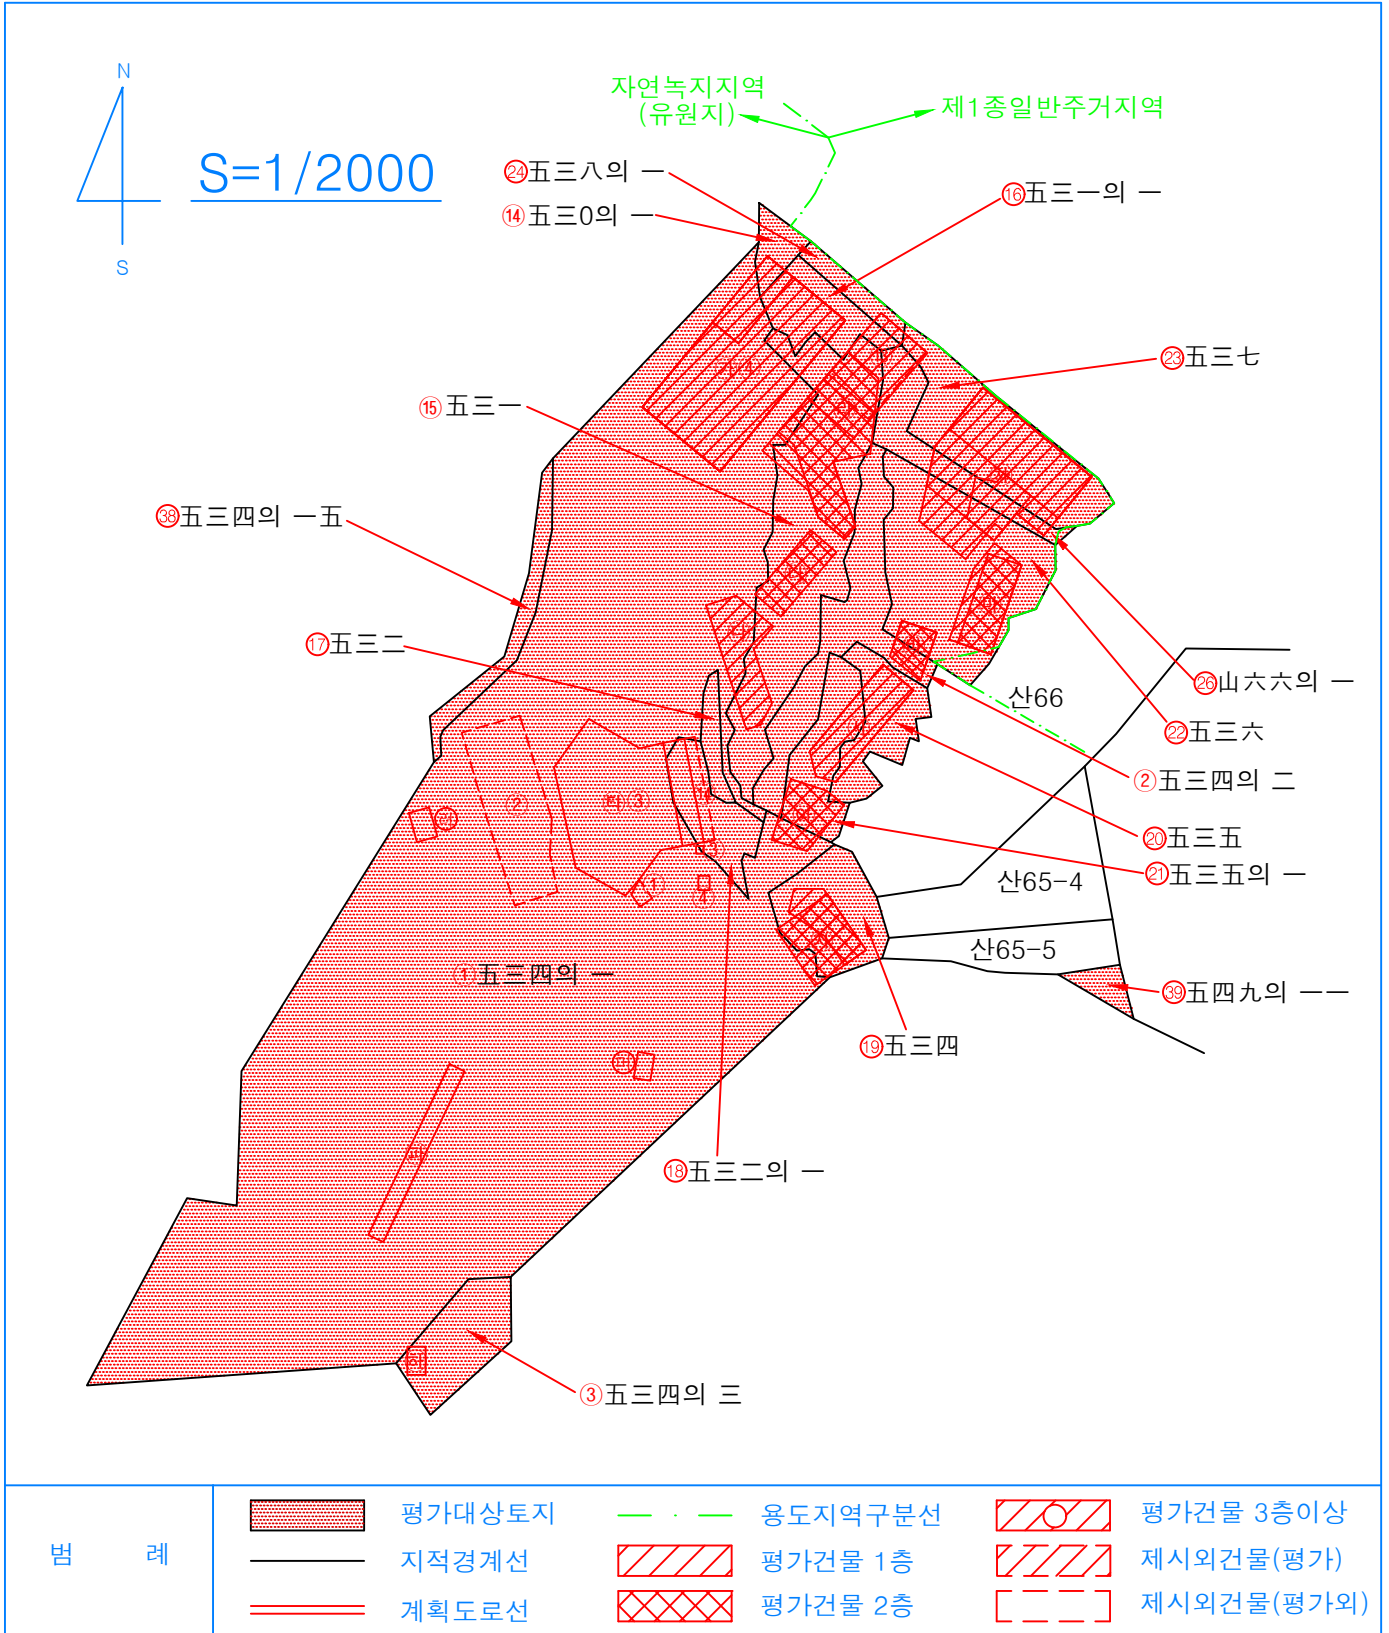 N
S
S=1/2000
자연녹지지역
(유원지)
제1종일반주거지역
㉔五三八의 一
⑭五三0의 一
⑯五三一의 一
㉓五三七
⑮五三一
㊳五三四의 一五
⑰五三二
산66
㉖山六六의 一
㉒五三六
②五三四의 二
⑳五三五
㉑五三五의 一
산65-4
산65-5
㊴五四九의 一一
⑲五三四
①五三四의 一
②
③
①
④
⑱五三二의 一
③五三四의 三
범 례
평가대상토지
지적경계선
계획도로선
용도지역구분선
평가건물 1층
평가건물 2층
평가건물 3층이상
제시외건물(평가)
제시외건물(평가외)